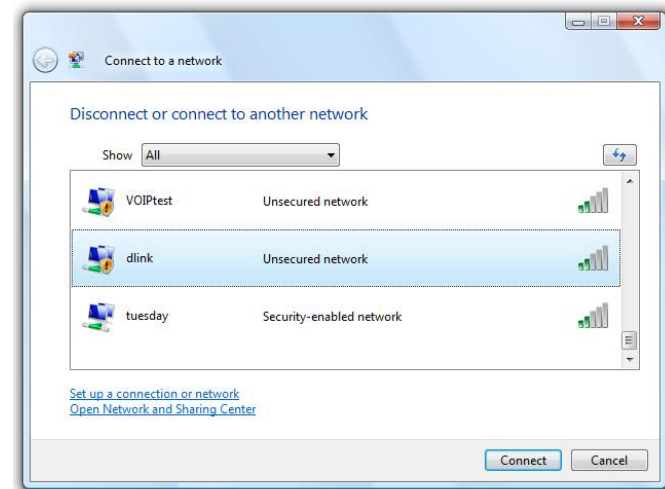 Connect to a network
Disconnect or connect to another network
Show All
VOIPtest Unsecured network
dlink Unsecured network
tuesday Security-enabled network
Set up a connection or network
Open Network and Sharing Center
Connect Cancel